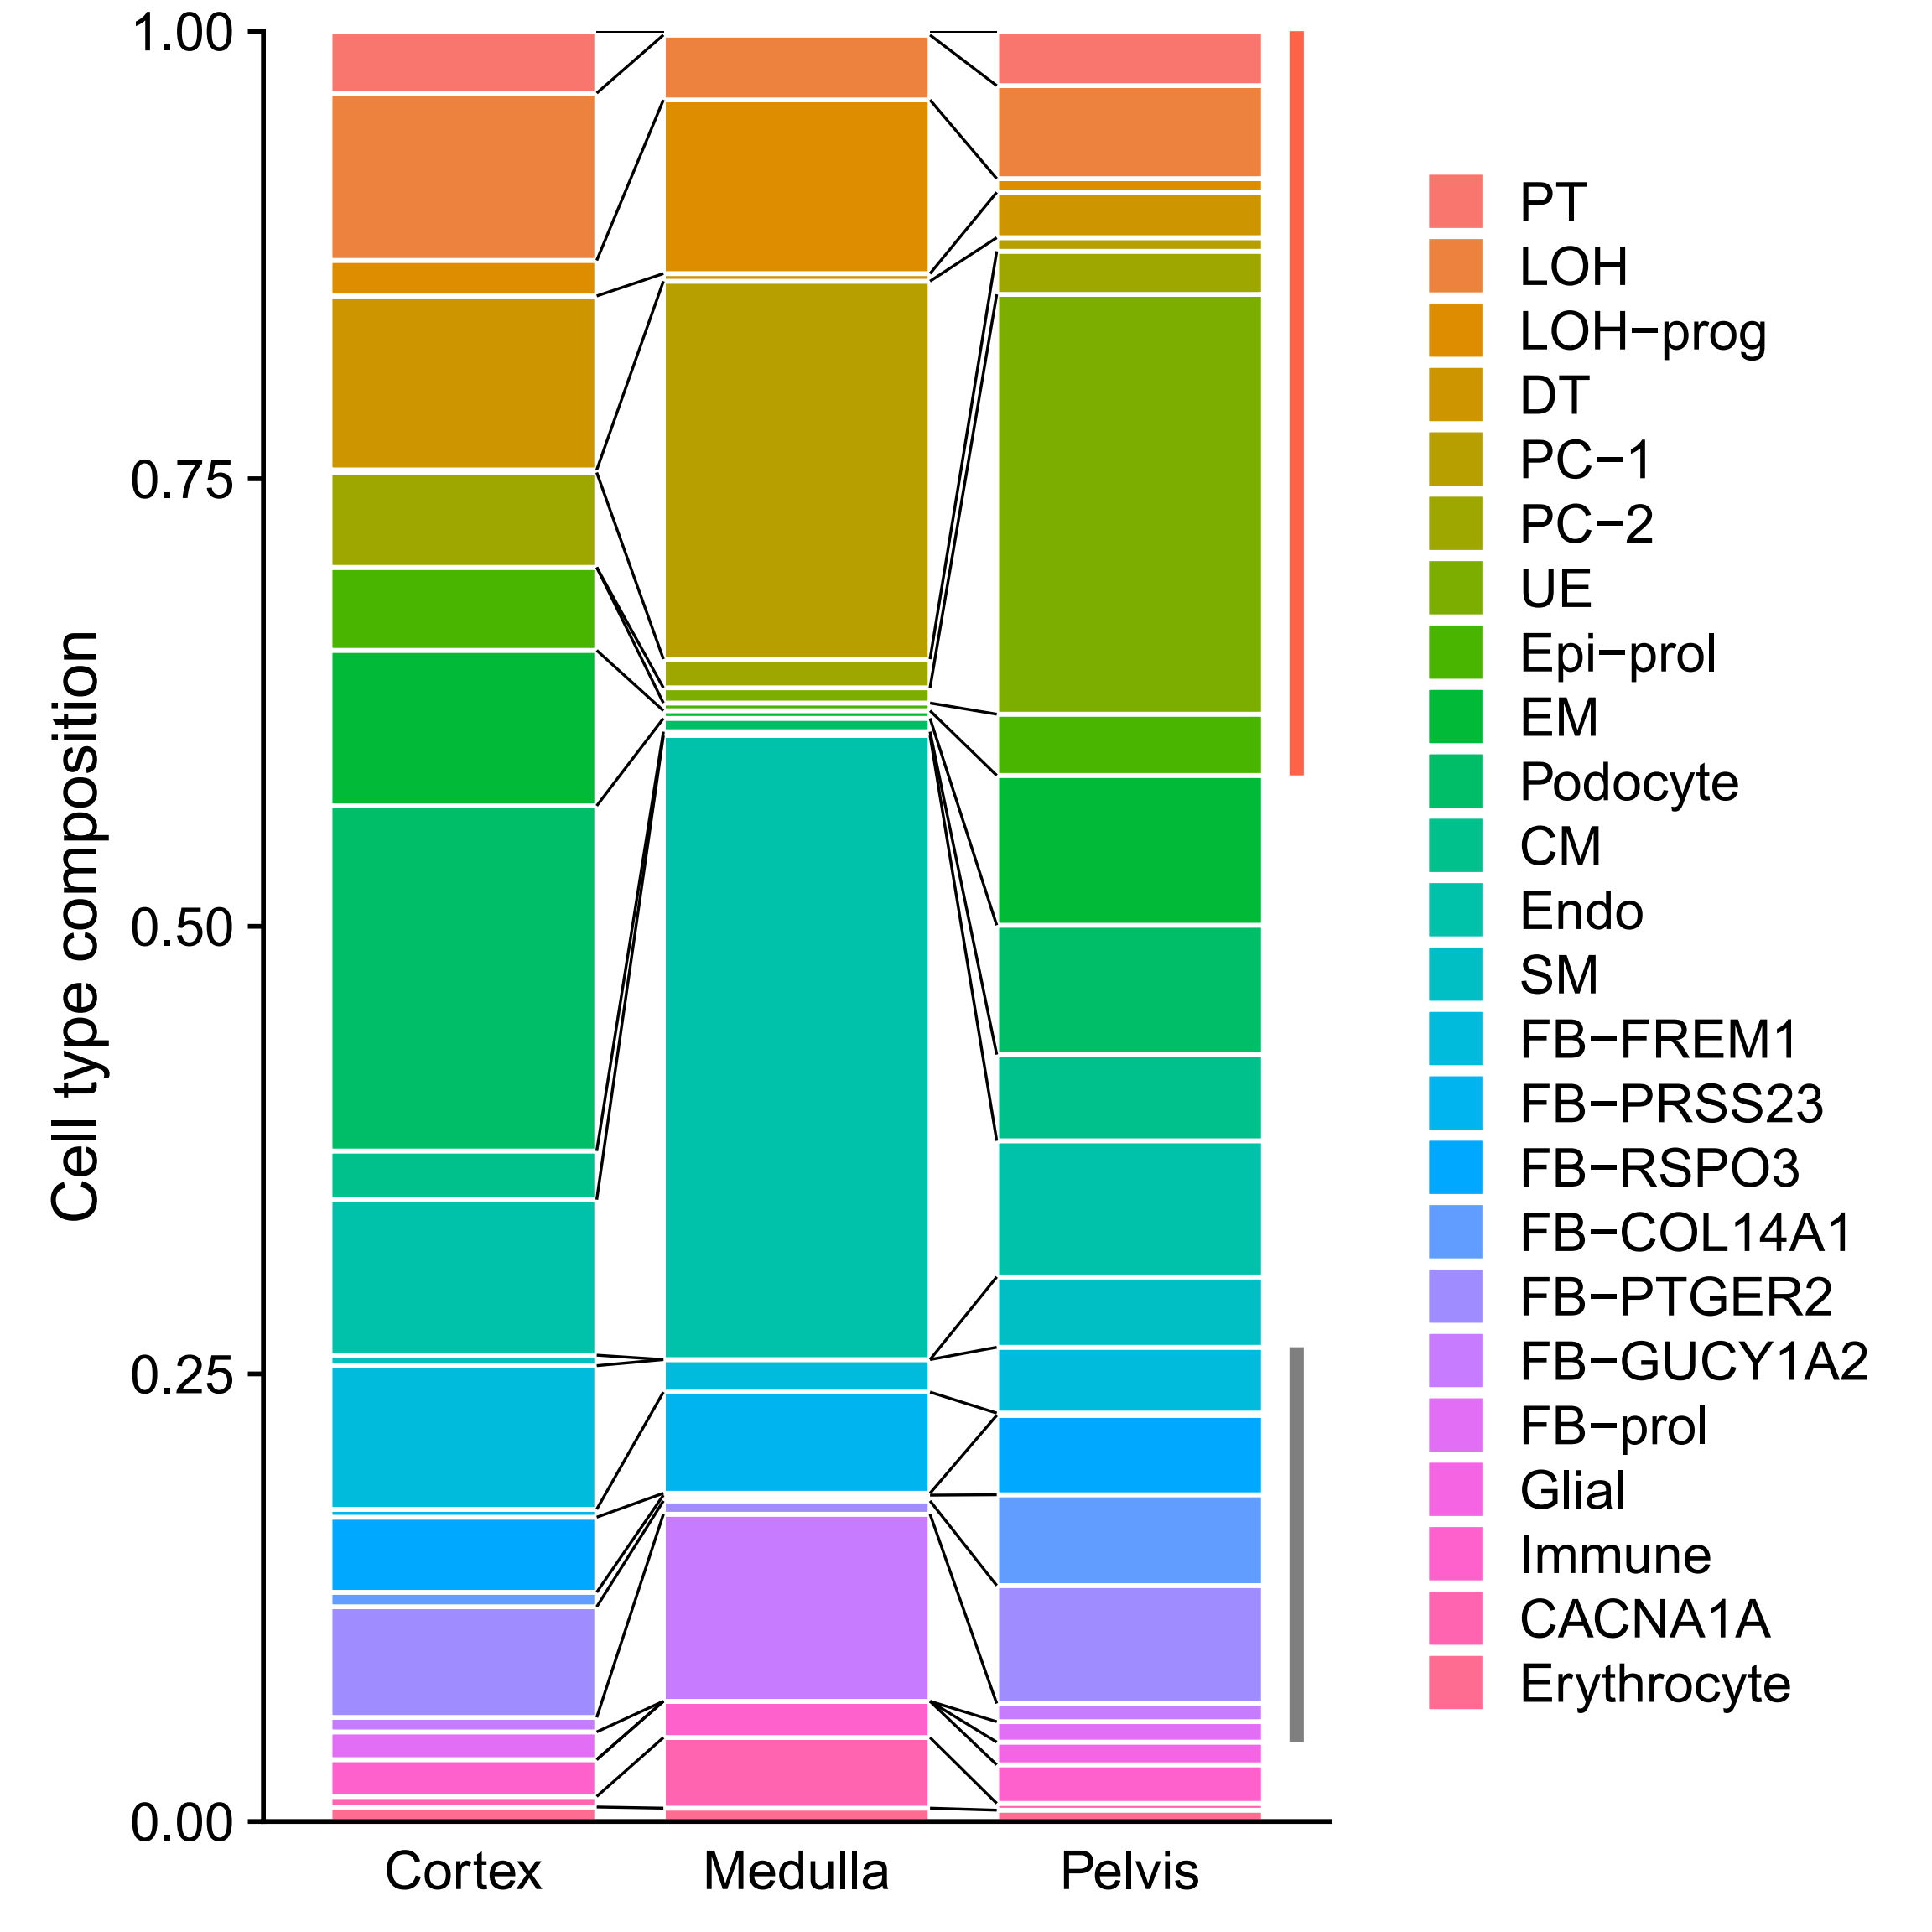 Cell type composition
1.00
0.75
0.50
0.25
0.00
Cortex
Medulla
Pelvis
PT
LOH
LOH−prog
DT
PC−1
PC−2
UE
Epi−prol
EM
Podocyte
CM
Endo
SM
FB−FREM1
FB−PRSS23
FB−RSPO3
FB−COL14A1
FB−PTGER2
FB−GUCY1A2
FB−prol
Glial
Immune
CACNA1A
Erythrocyte